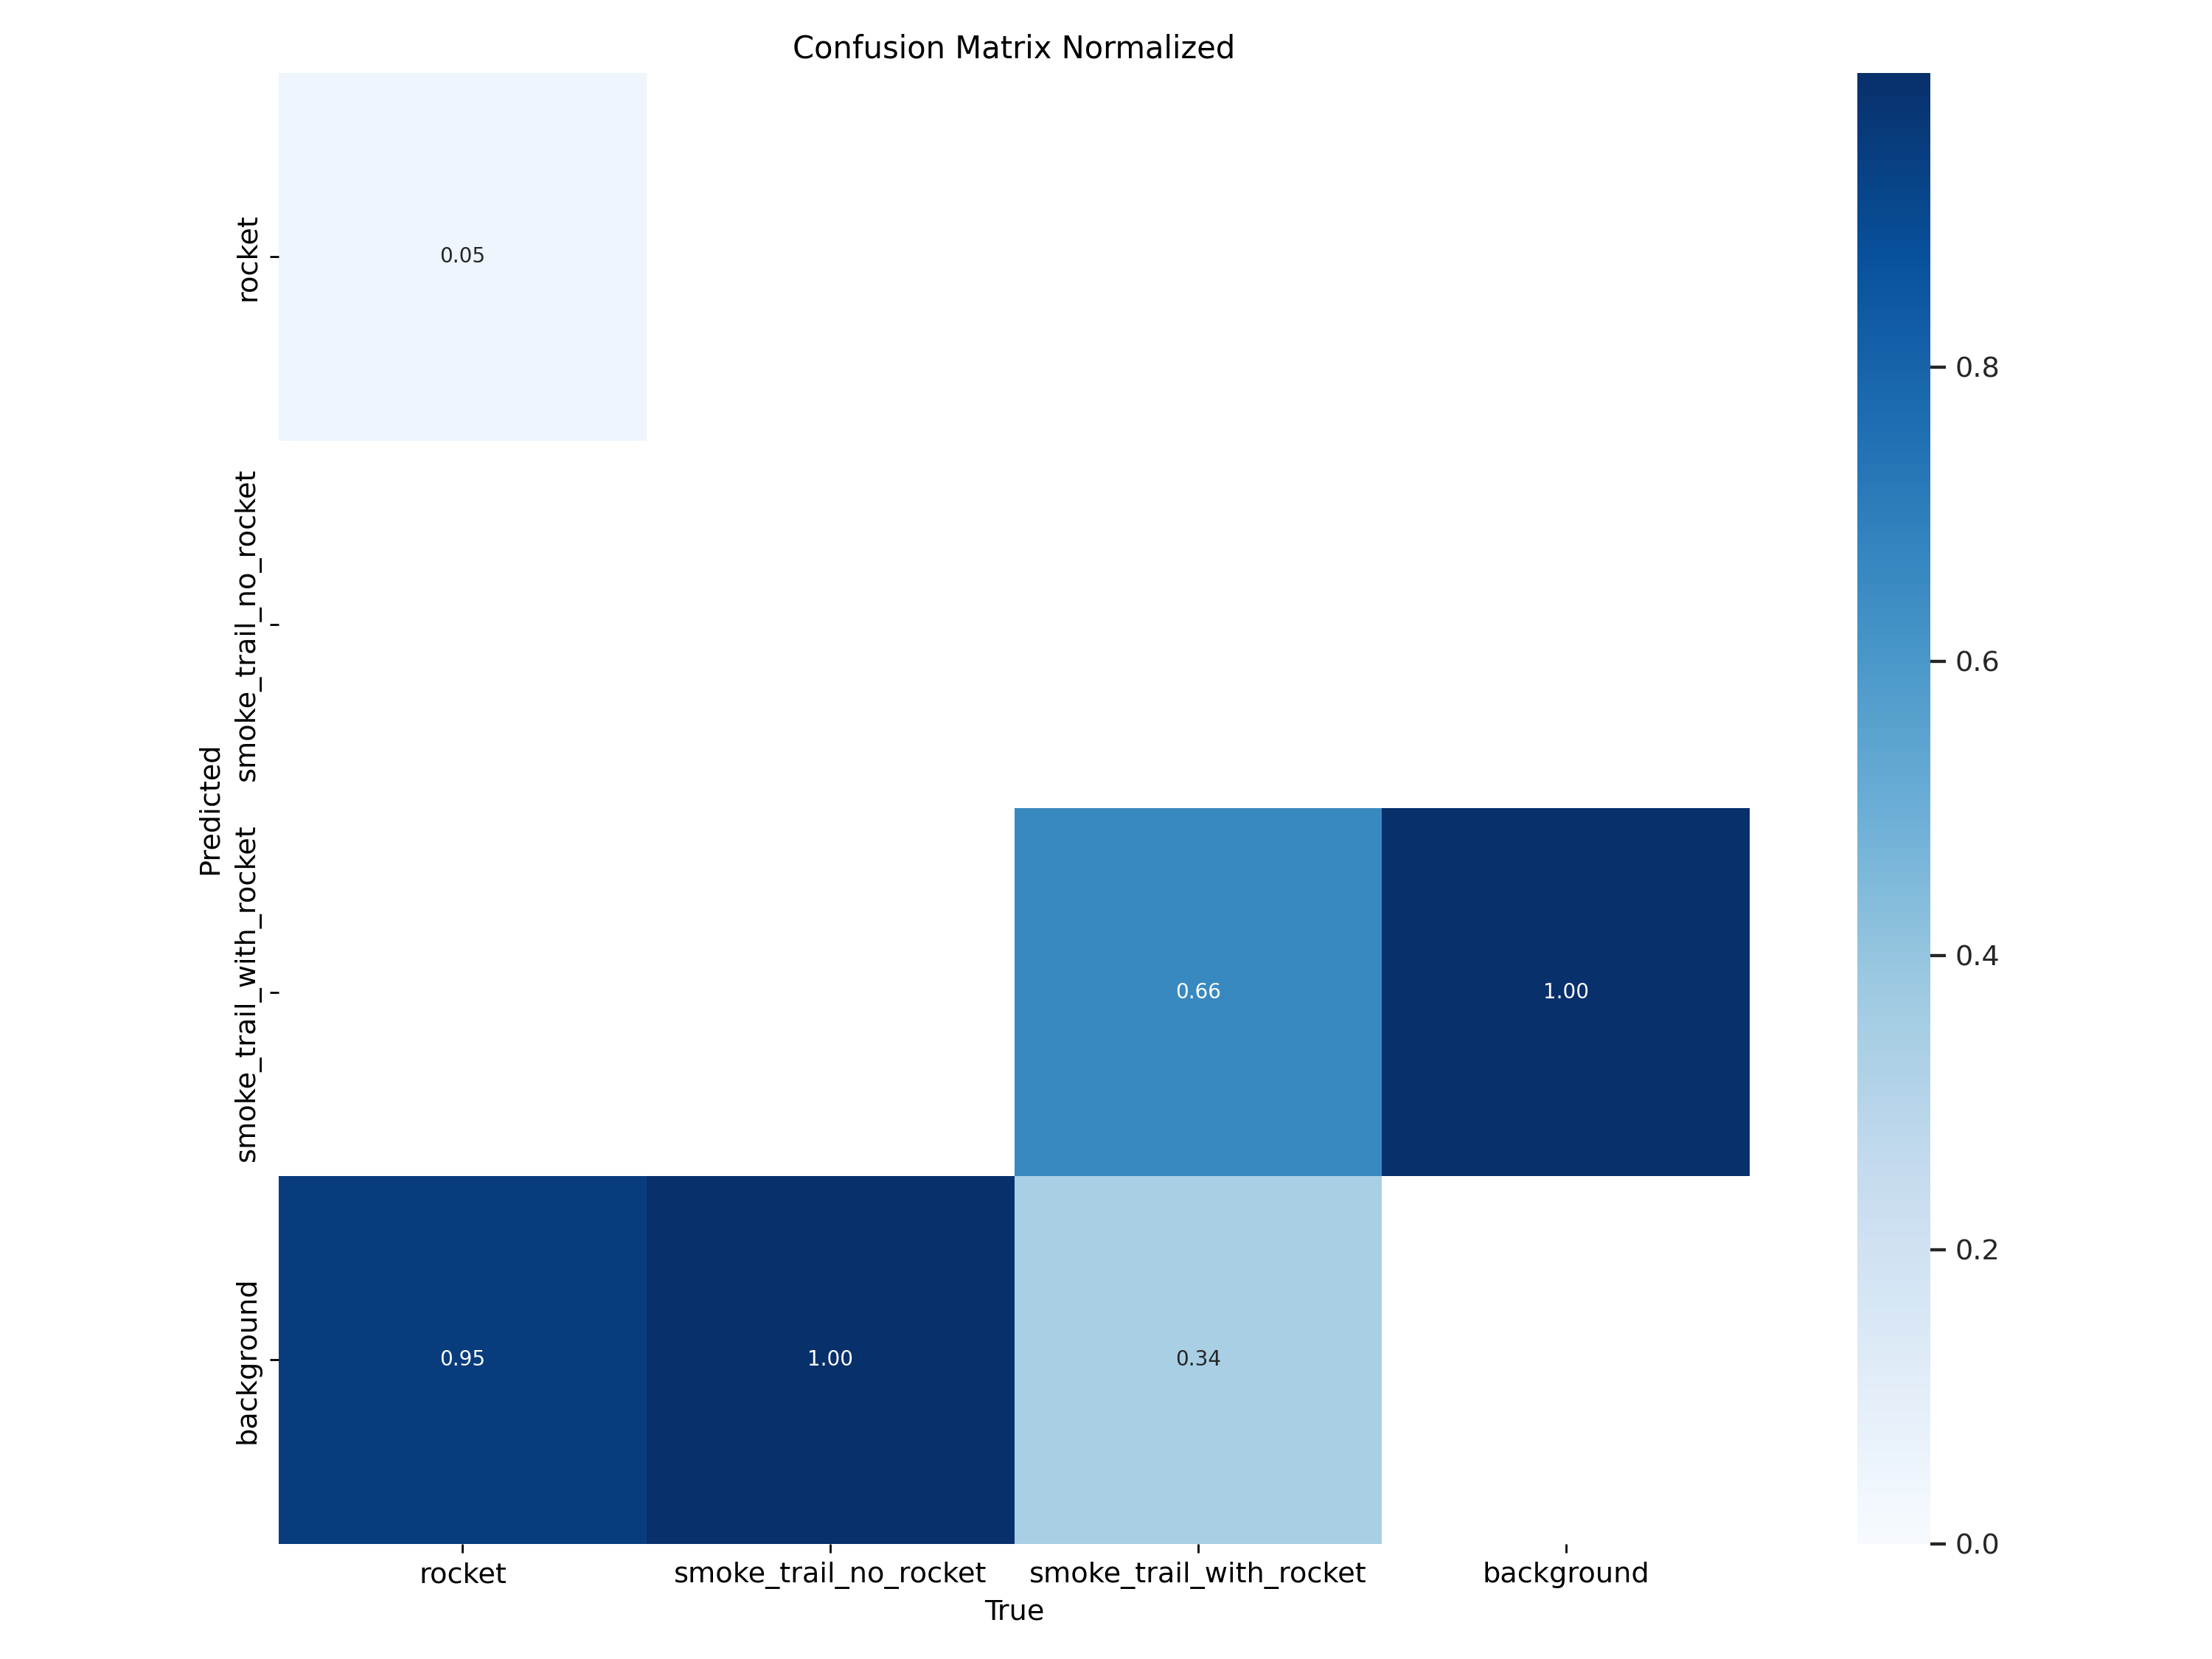 Confusion Matrix Normalized
Predicted
rocket
smoke_trail_no_rocket
smoke_trail_with_rocket
background
0.05
0.66 1.00
0.95 1.00 0.34
rocket smoke_trail_no_rocket smoke_trail_with_rocket background
True
0.8
0.6
0.4
0.2
0.0